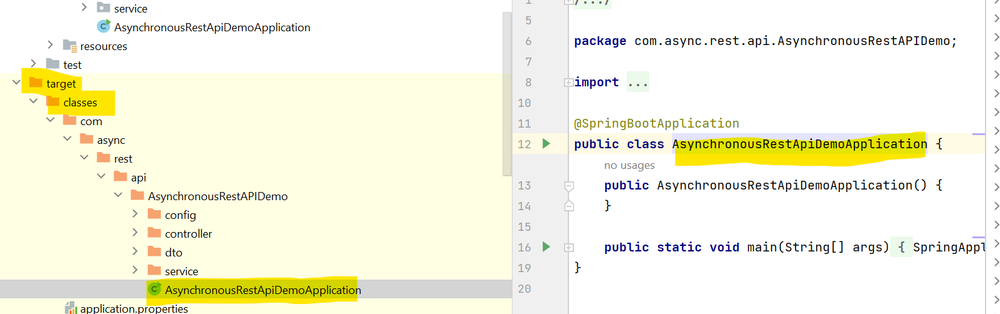 service
AsynchronousRestApiDemoApplication
resources
test
target
classes
com
async
rest
api
AsynchronousRestAPIDemo
config
controller
dto
service
AsynchronousRestApiDemoApplication
application.properties
1 /.../
5
6 package com.async.rest.api.AsynchronousRestAPIDemo;
7
8 import ...
10
11 @SpringBootApplication
12 public class AsynchronousRestApiDemoApplication {
no usages
13 public AsynchronousRestApiDemoApplication() {
14 }
15
16 public static void main(String[] args) { SpringAppl
19 }
20